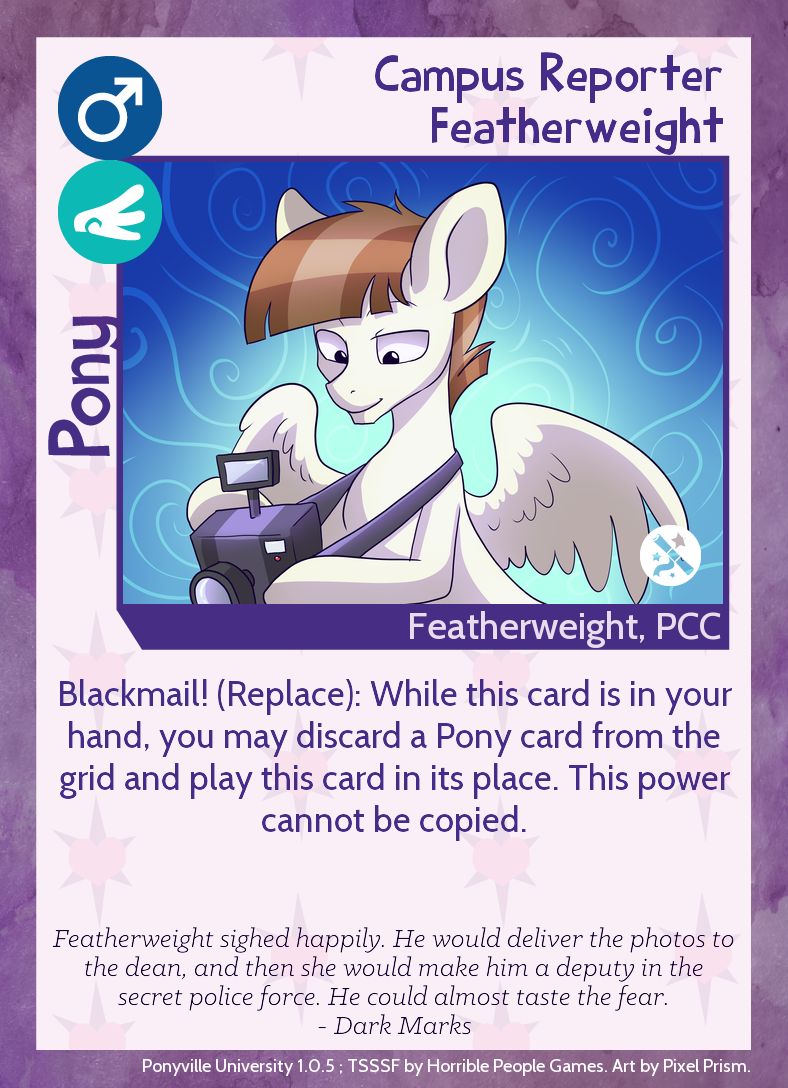 Campus Reporter
Featherweight
Pony
Featherweight, PCC
Blackmail! (Replace): While this card is in your
hand, you may discard a Pony card from the
grid and play this card in its place. This power
cannot be copied.
Featherweight sighed happily. He would deliver the photos to
the dean, and then she would make him a deputy in the
secret police force. He could almost taste the fear.
- Dark Marks
Ponyville University 1.0.5 ; TSSSF by Horrible People Games. Art by Pixel Prism.